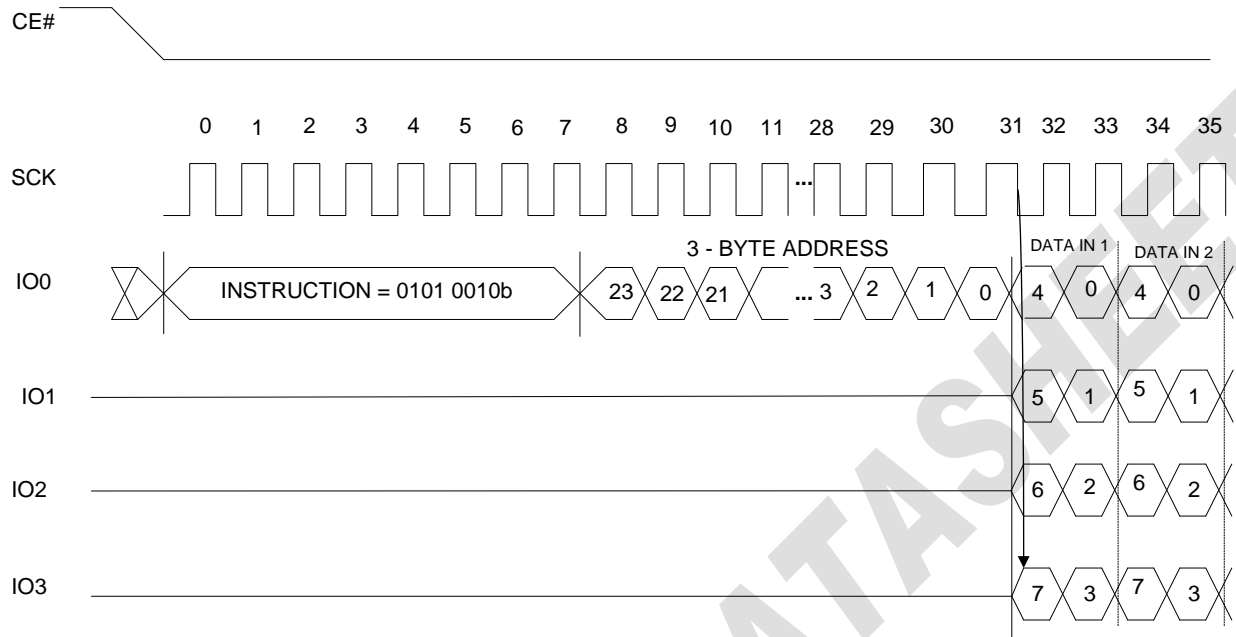 CE#
0 1 2 3 4 5 6 7 8 9 10 11 28 29 30 31 32 33 34 35
SCK ...
3 - BYTE ADDRESS DATA IN 1 DATA IN 2
IO0 INSTRUCTION = 0101 0010b 23 22 21 ... 3 2 1 0 4 0 4 0
IO1 5 1 5 1
IO2 6 2 6 2
IO3 7 3 7 3
ATASHEET